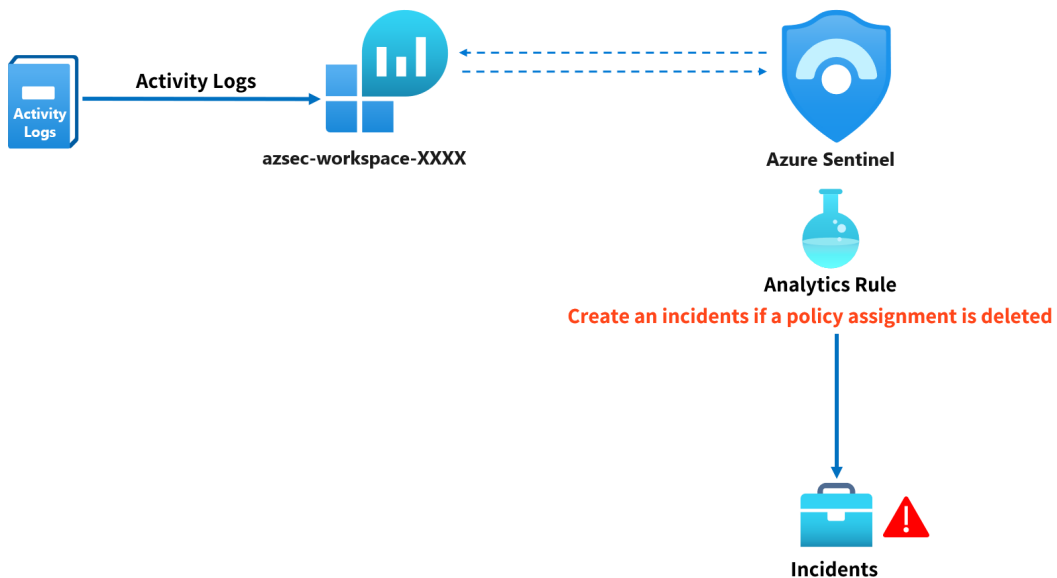 Activity
Logs
Activity Logs
azsec-workspace-XXXX
Azure Sentinel
Analytics Rule
Create an incidents if a policy assignment is deleted
Incidents